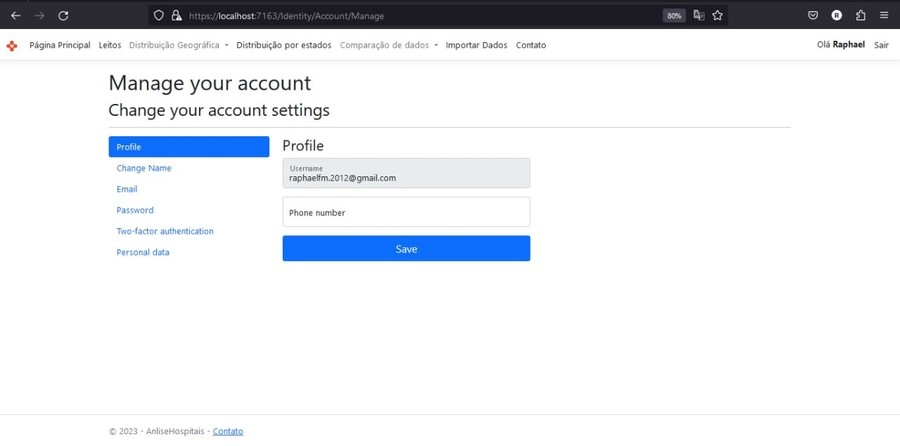 https://localhost:7163/Identity/Account/Manage
80%
R
Página Principal Leitos Distribuição Geográfica Distribuição por estados Comparação de dados Importar Dados Contato Olá Raphael Sair
Manage your account
Change your account settings
Profile
Change Name
Email
Password
Two-factor authentication
Personal data
Profile
Username
raphaelfm.2012@gmail.com
Phone number
Save
© 2023 - AnliseHospitais - Contato